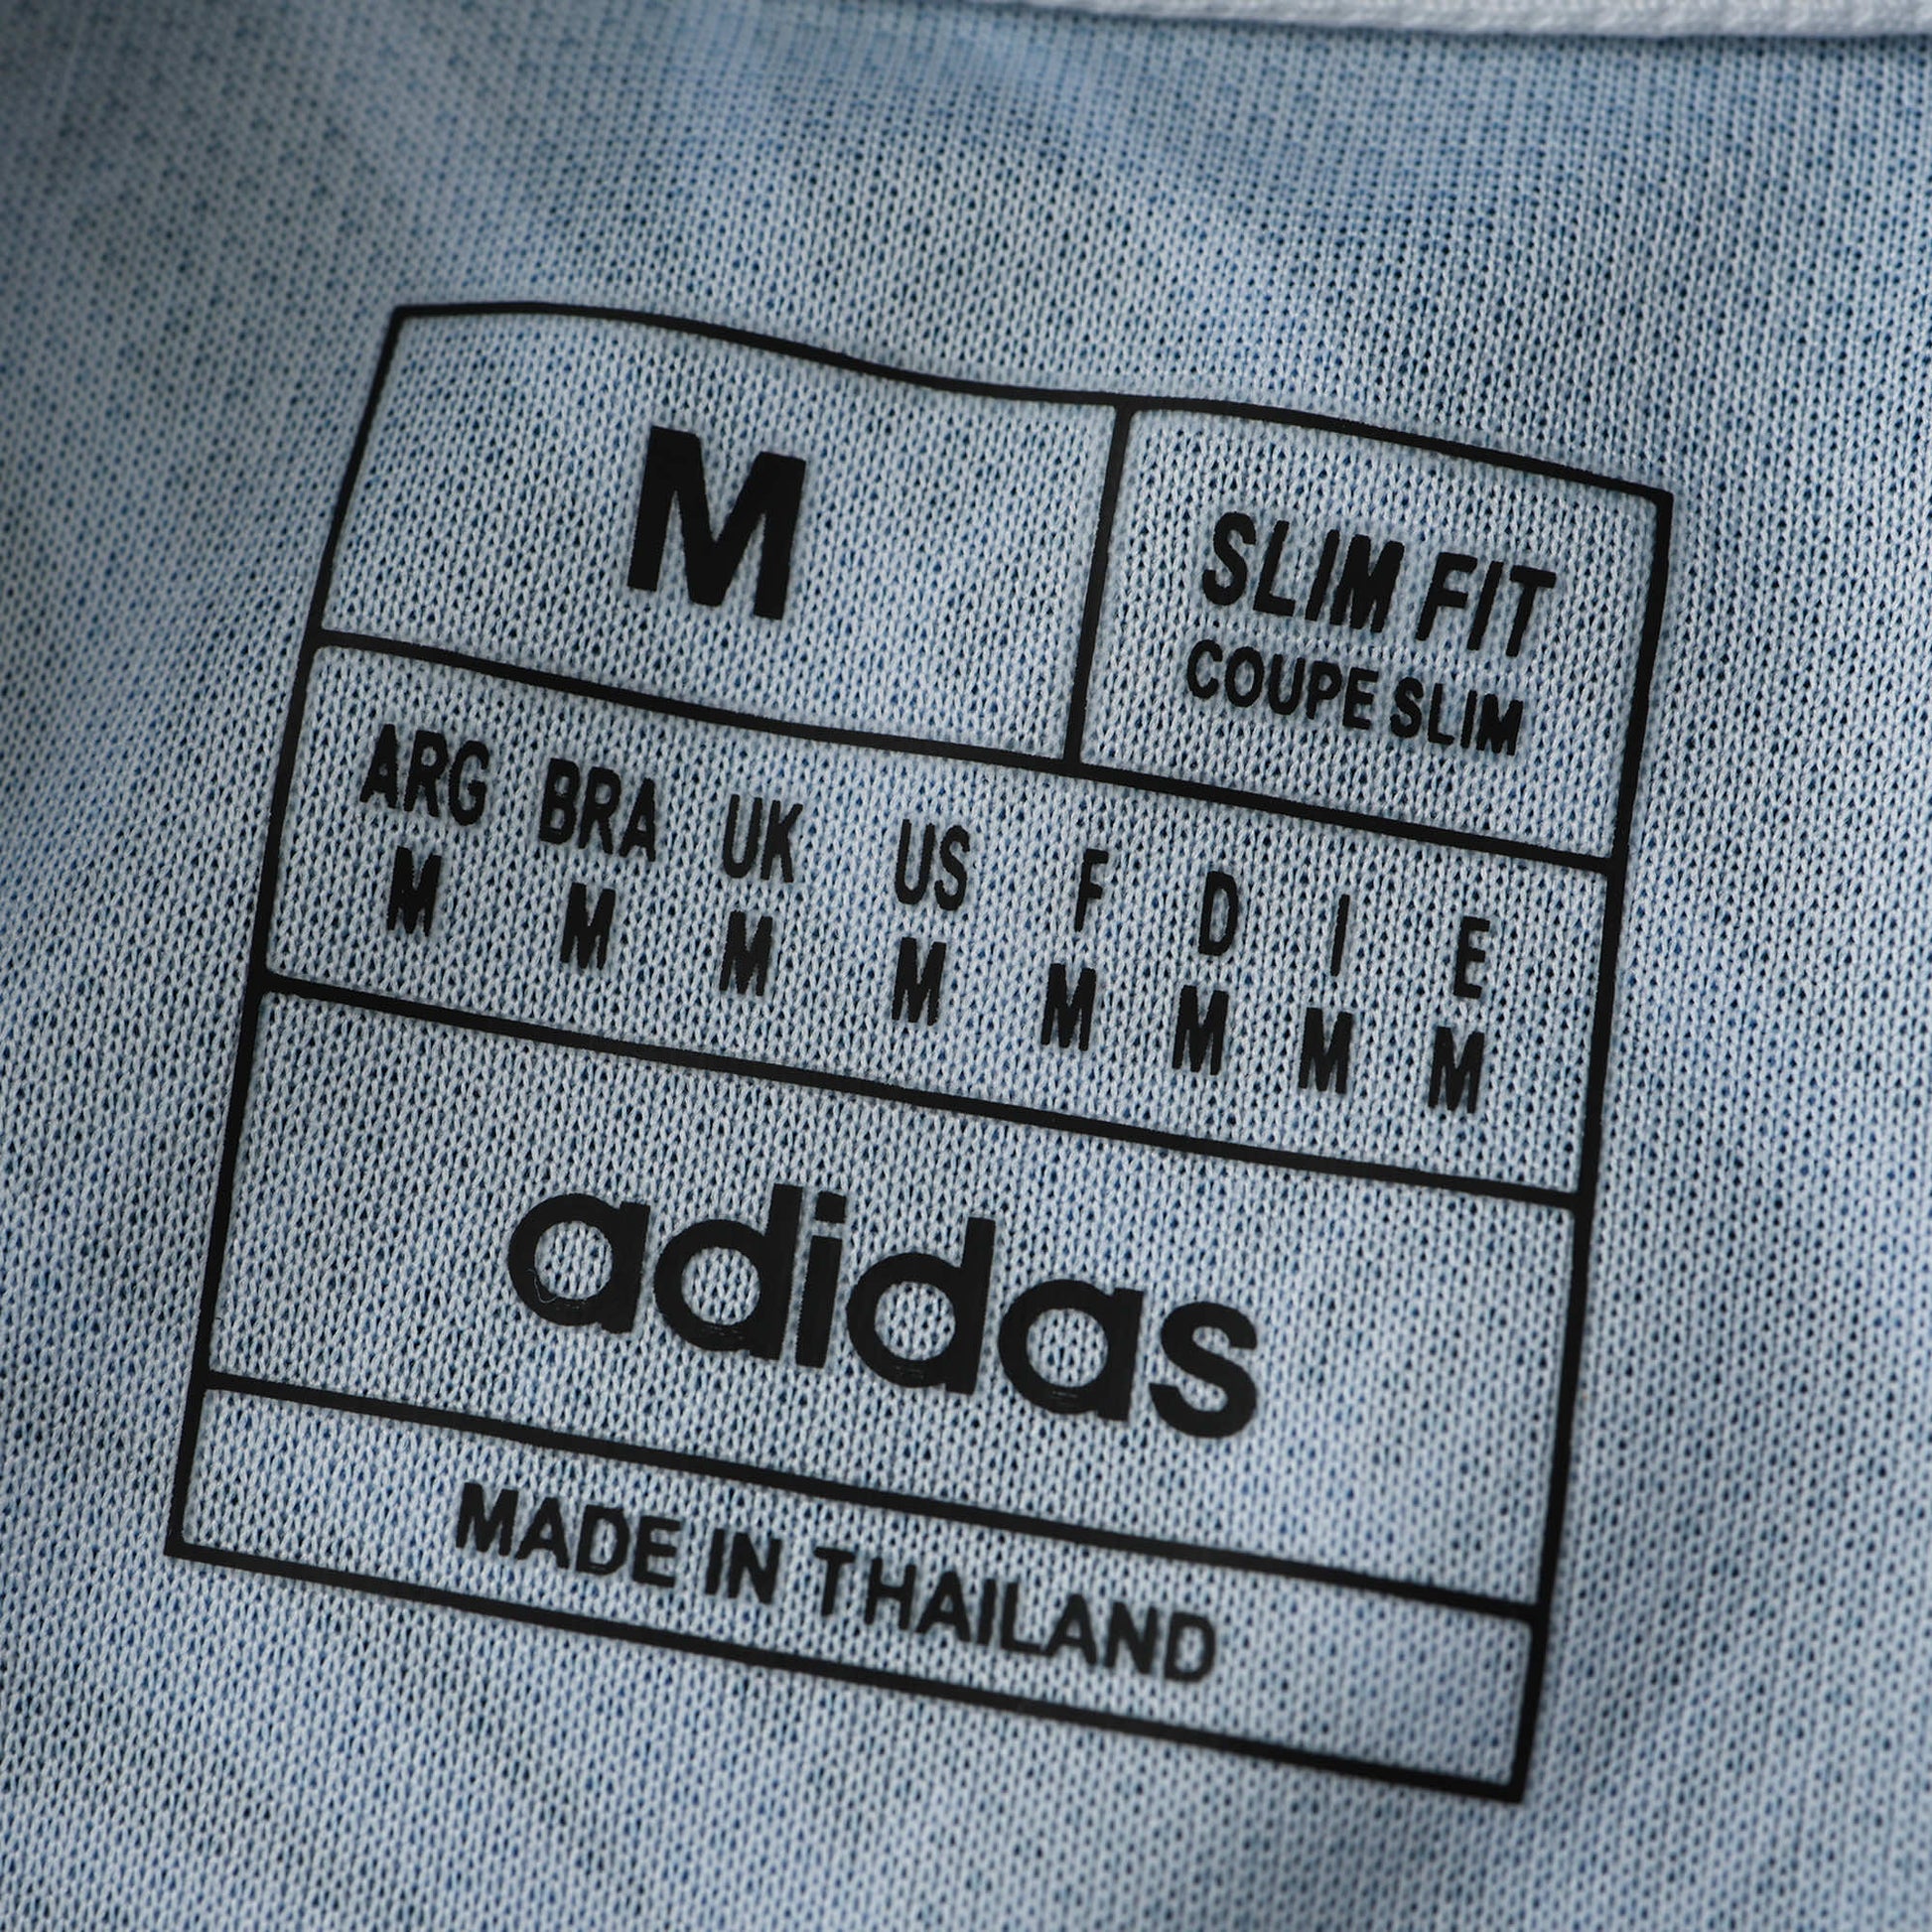 M
SLIM FIT
COUPE SLIM
ARG BRA UK US F D I E
M M M M M M M M
adidas
MADE IN THAILAND